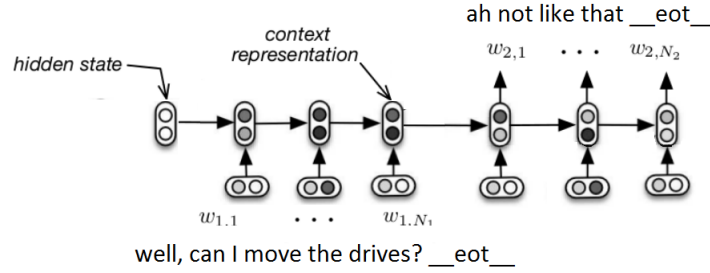 ah not like that __eot__
context
hidden state
representation
w2,1 · · · w2,N2
w1.1 · · · w1.N1
well, can I move the drives? __eot__